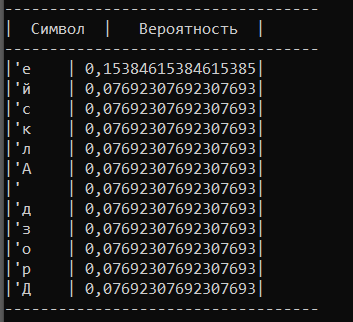 -----------------------------------
|  Символ  |   Вероятность  |
-----------------------------------
|'е    | 0,15384615384615385|
|'й    | 0,07692307692307693|
|'с    | 0,07692307692307693|
|'к    | 0,07692307692307693|
|'л    | 0,07692307692307693|
|'А    | 0,07692307692307693|
|'     | 0,07692307692307693|
|'д    | 0,07692307692307693|
|'з    | 0,07692307692307693|
|'о    | 0,07692307692307693|
|'р    | 0,07692307692307693|
|'Д    | 0,07692307692307693|
-----------------------------------